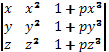 |x x² 1 + px³|
|y y² 1 + py³|
|z z² 1 + pz³|